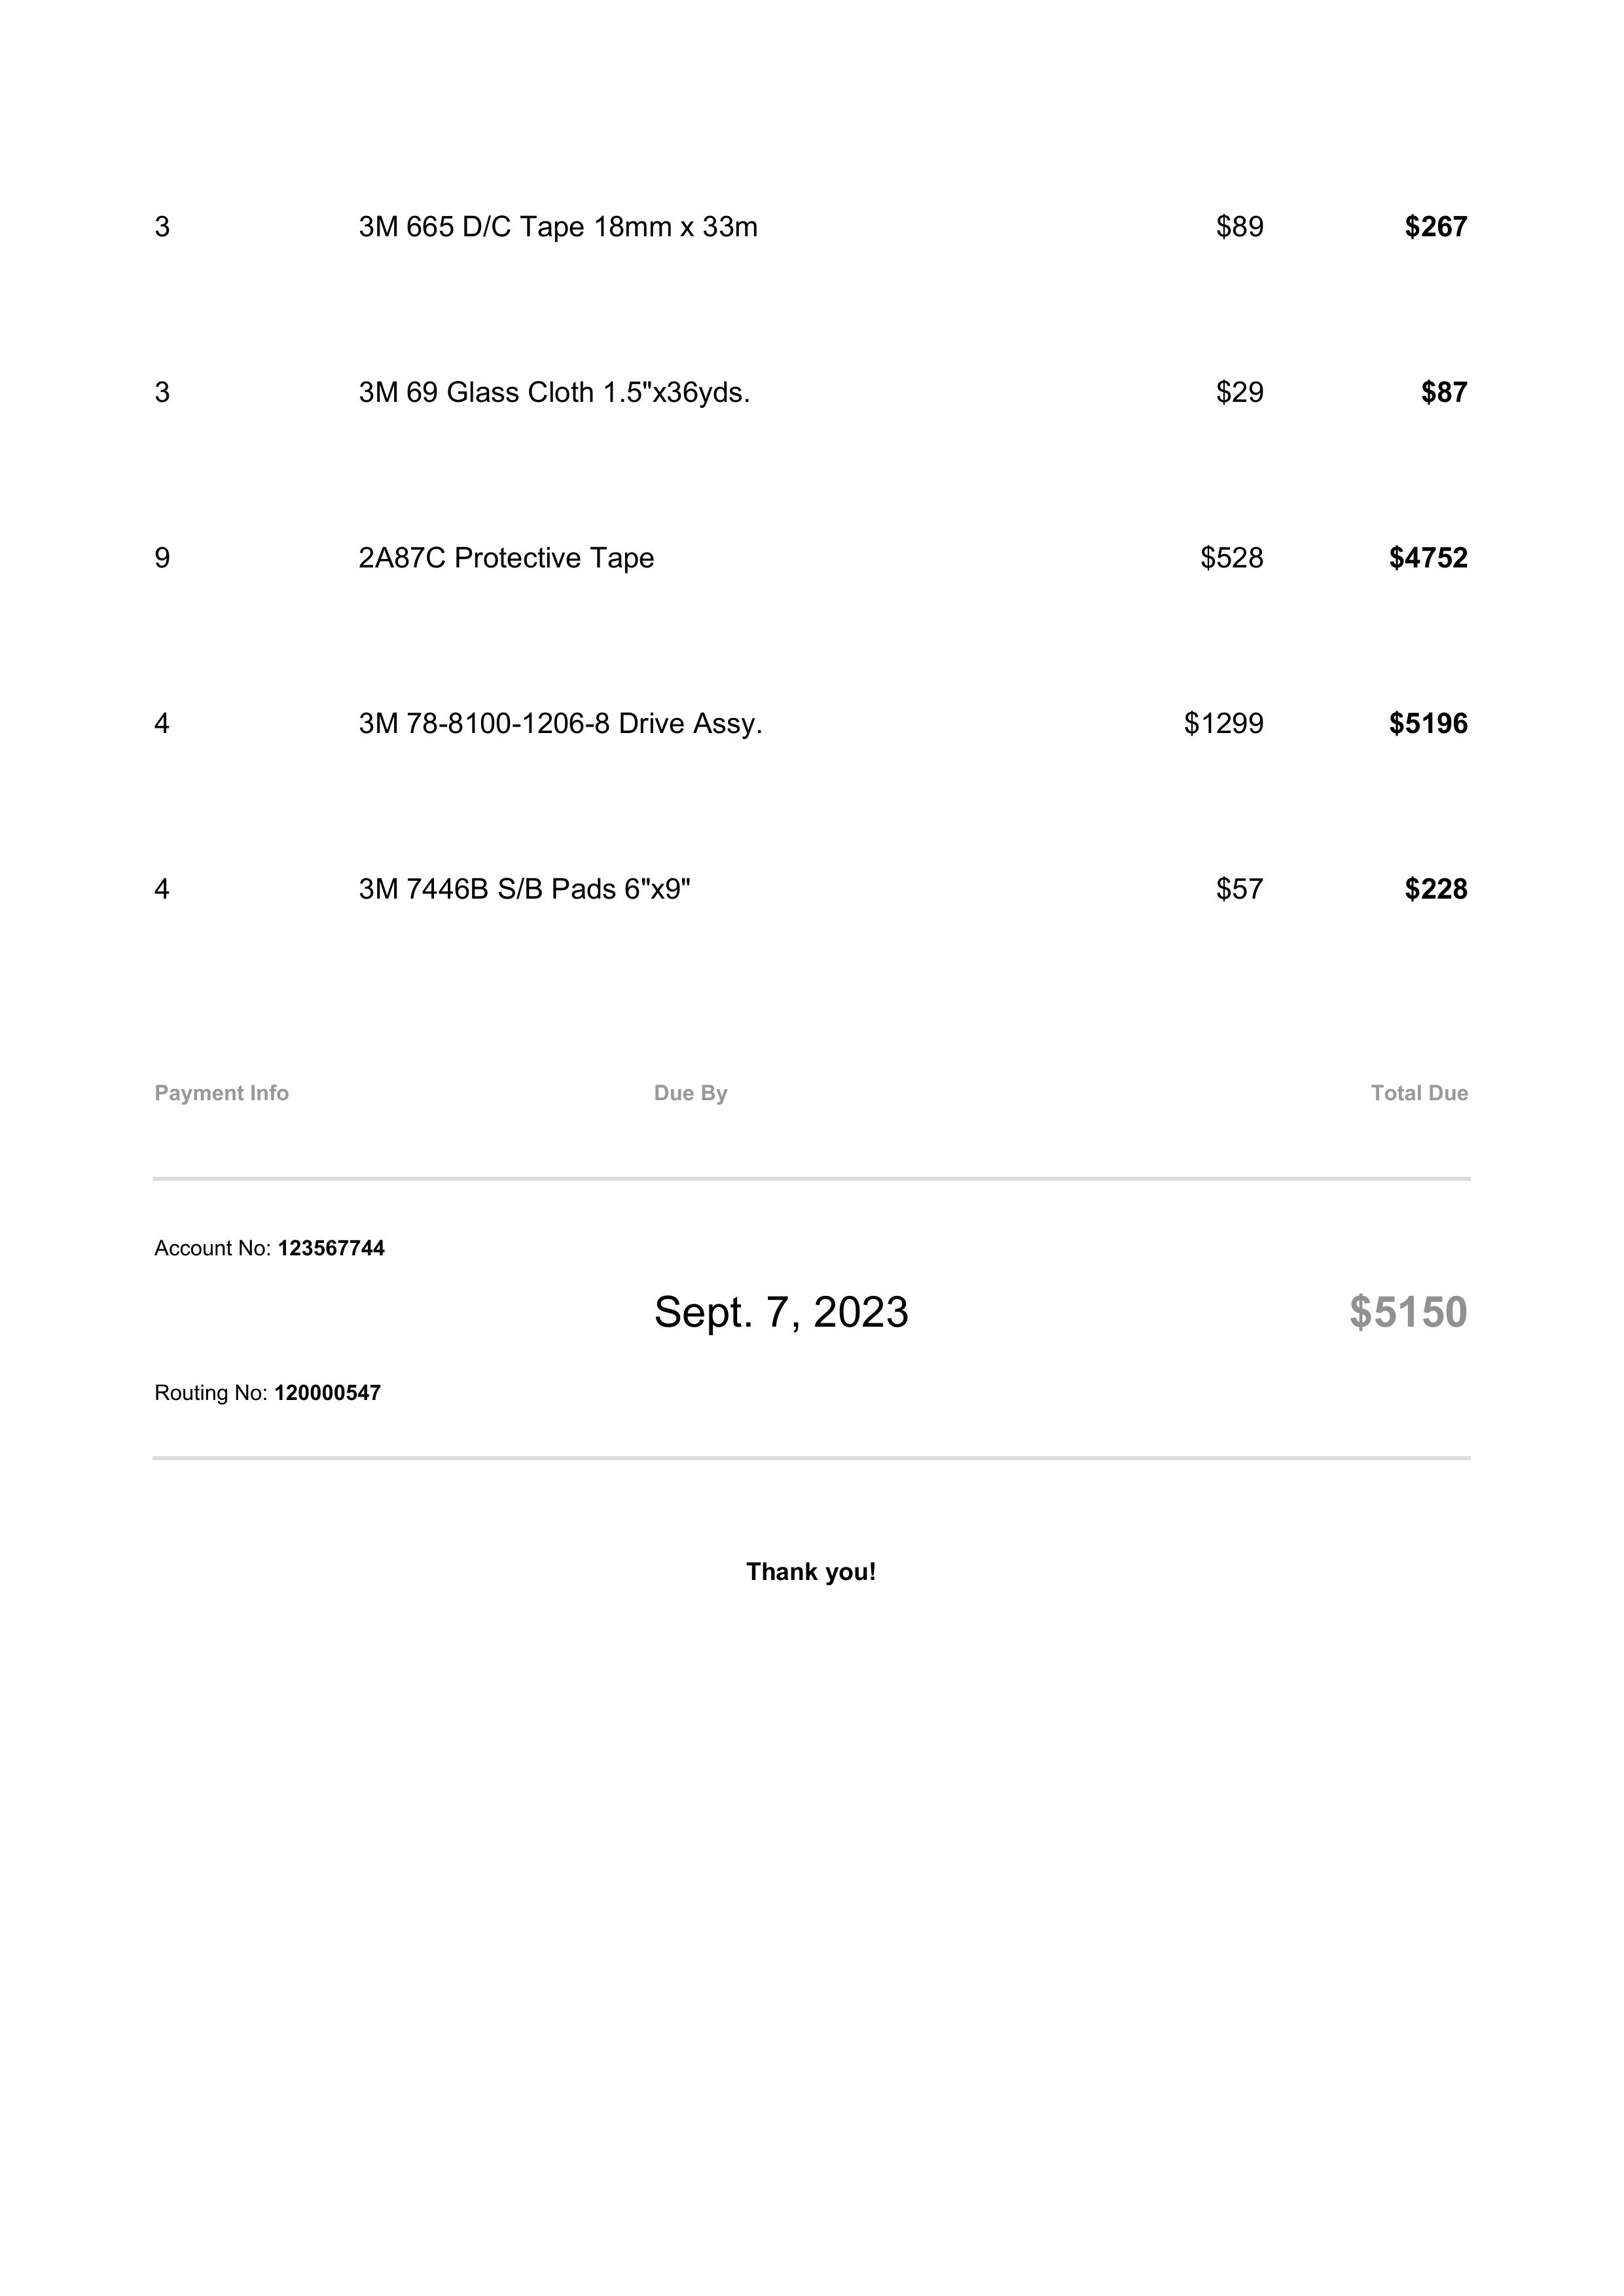 3 3M 665 D/C Tape 18mm x 33m $89 $267
3 3M 69 Glass Cloth 1.5"x36yds. $29 $87
9 2A87C Protective Tape $528 $4752
4 3M 78-8100-1206-8 Drive Assy. $1299 $5196
4 3M 7446B S/B Pads 6"x9" $57 $228
Payment Info Due By Total Due
Account No: 123567744
Sept. 7, 2023 $5150
Routing No: 120000547
Thank you!